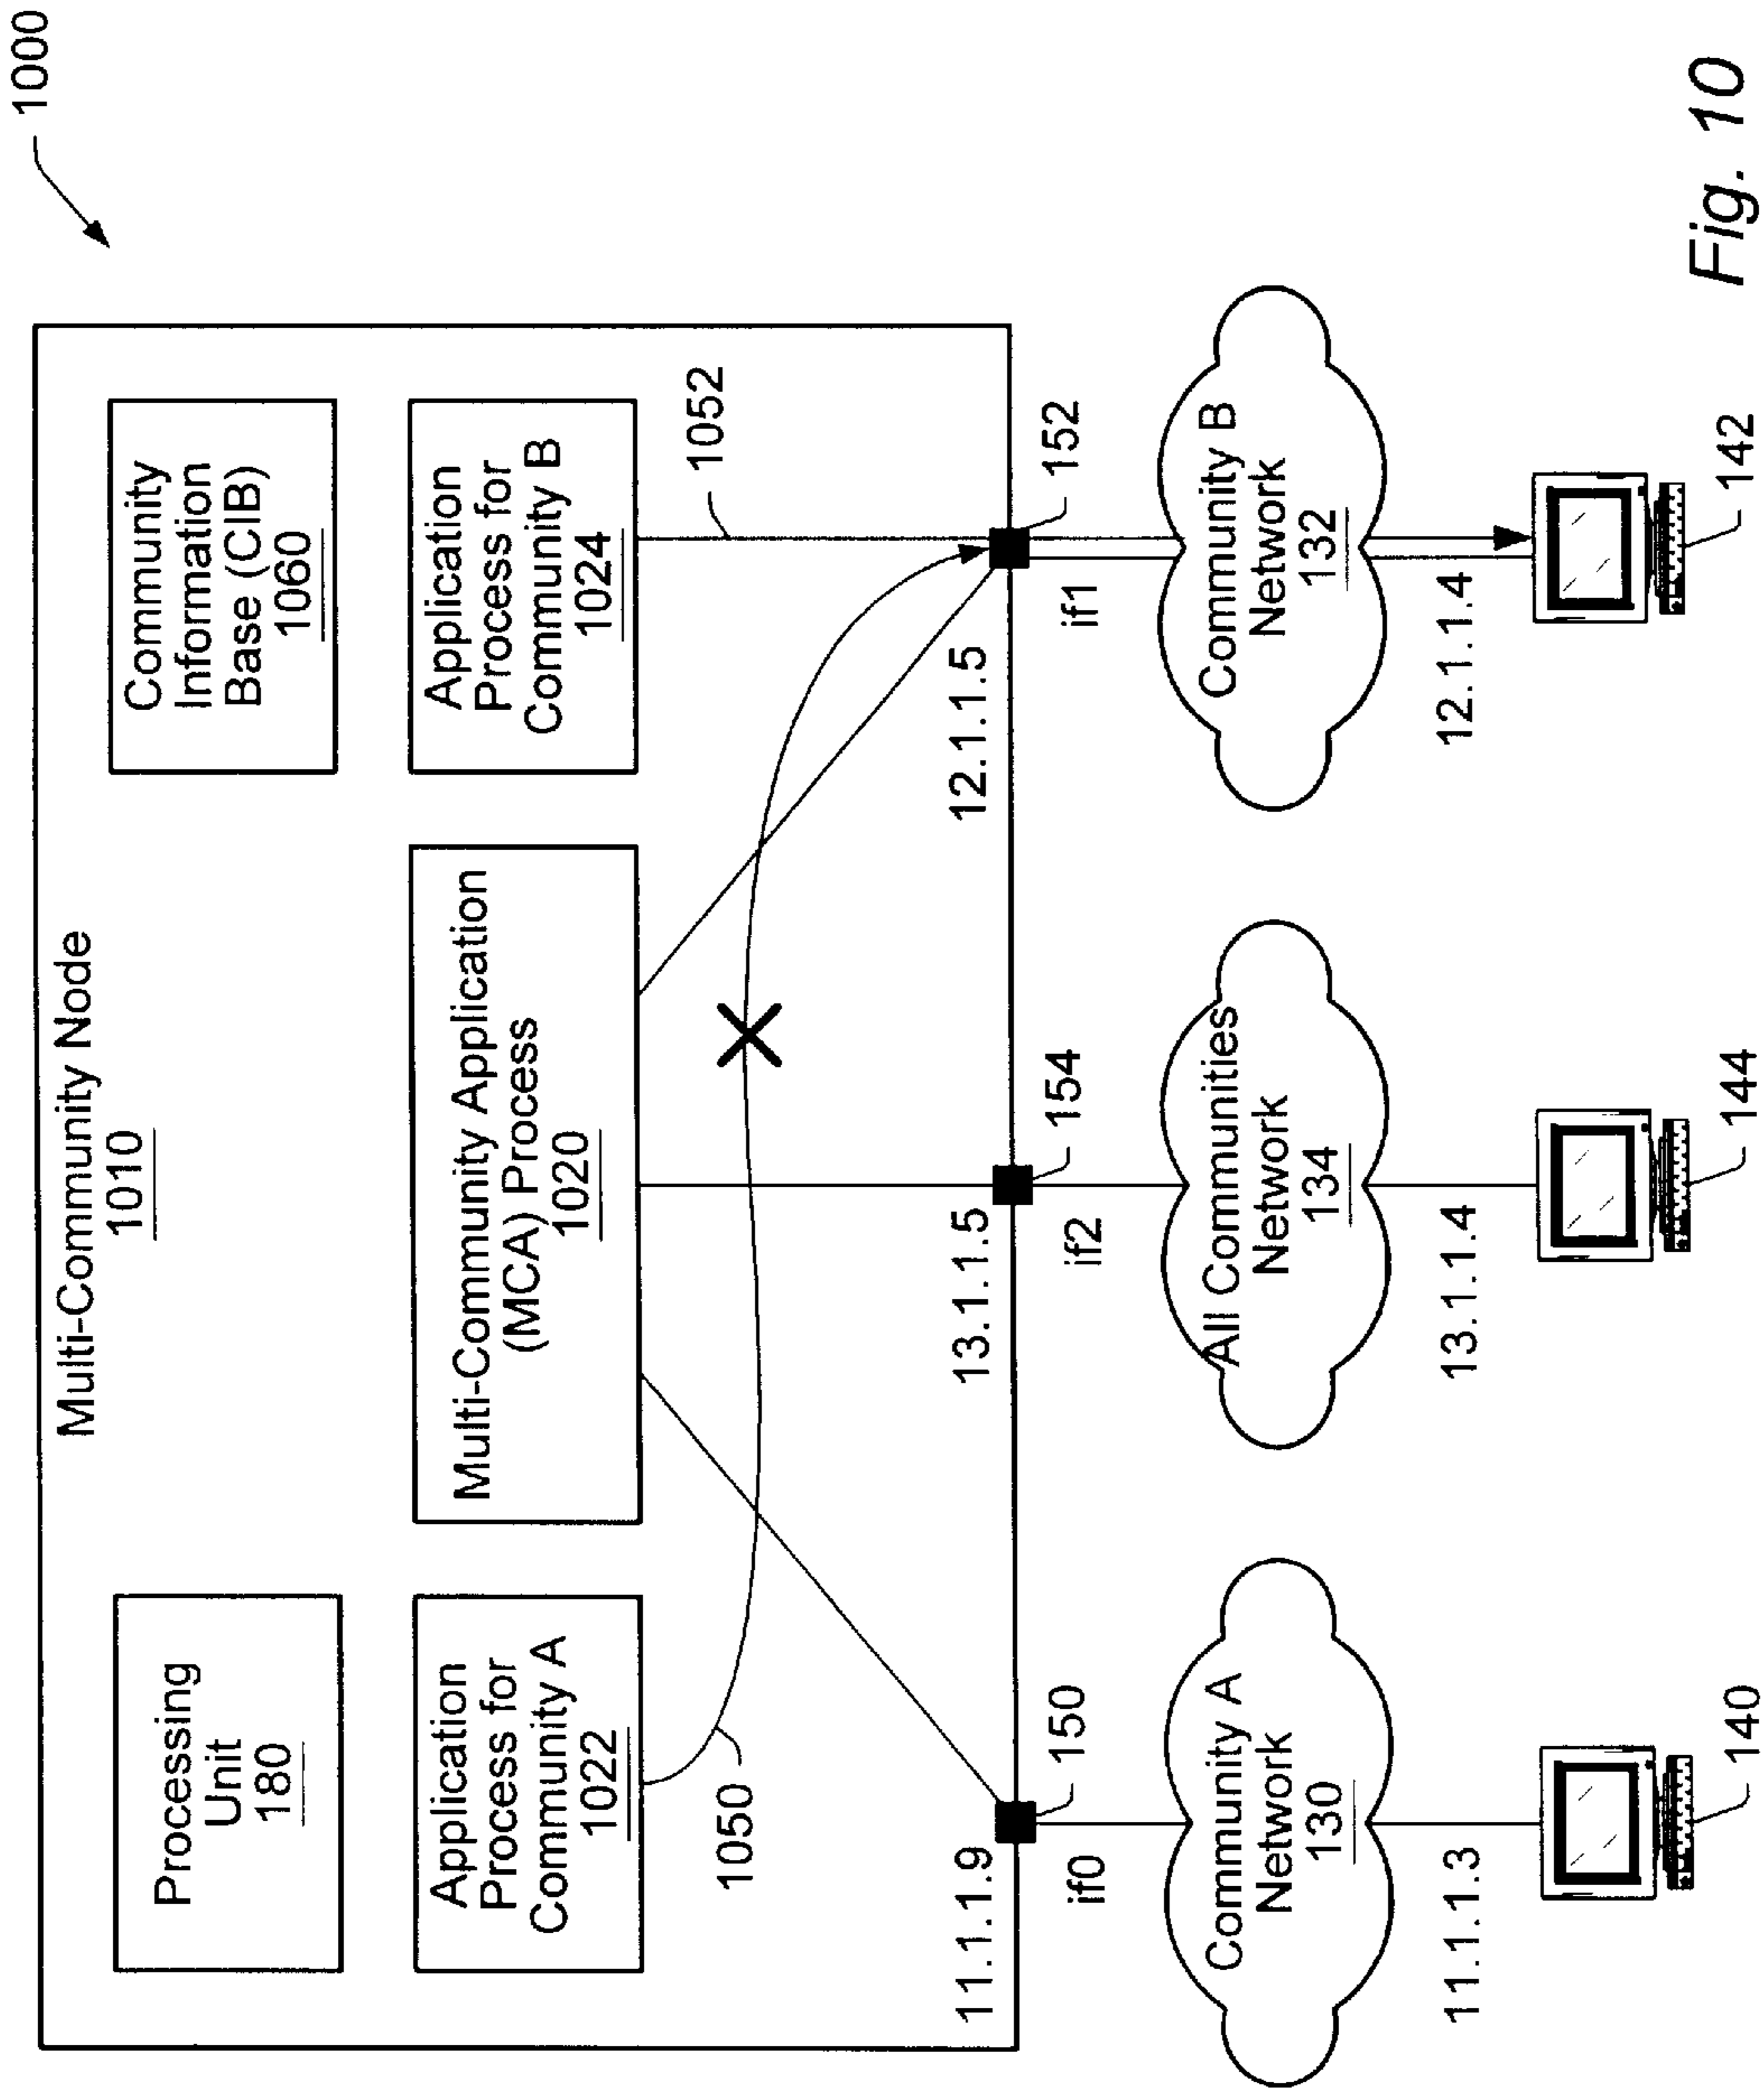 1000
Multi-Community Node
1010
Processing
Unit
180
Community
Information
Base (CIB)
1060
Application
Process for
Community A
1022
Multi-Community Application
(MCA) Process
1020
Application
Process for
Community B
1024
1050
1052
11.1.1.9
13.1.1.5
12.1.1.5
150
154
152
if0
if2
if1
Community A
Network
130
All Communities
Network
134
Community B
Network
132
11.1.1.3
13.1.1.4
12.1.1.4
140
144
142
Fig. 10